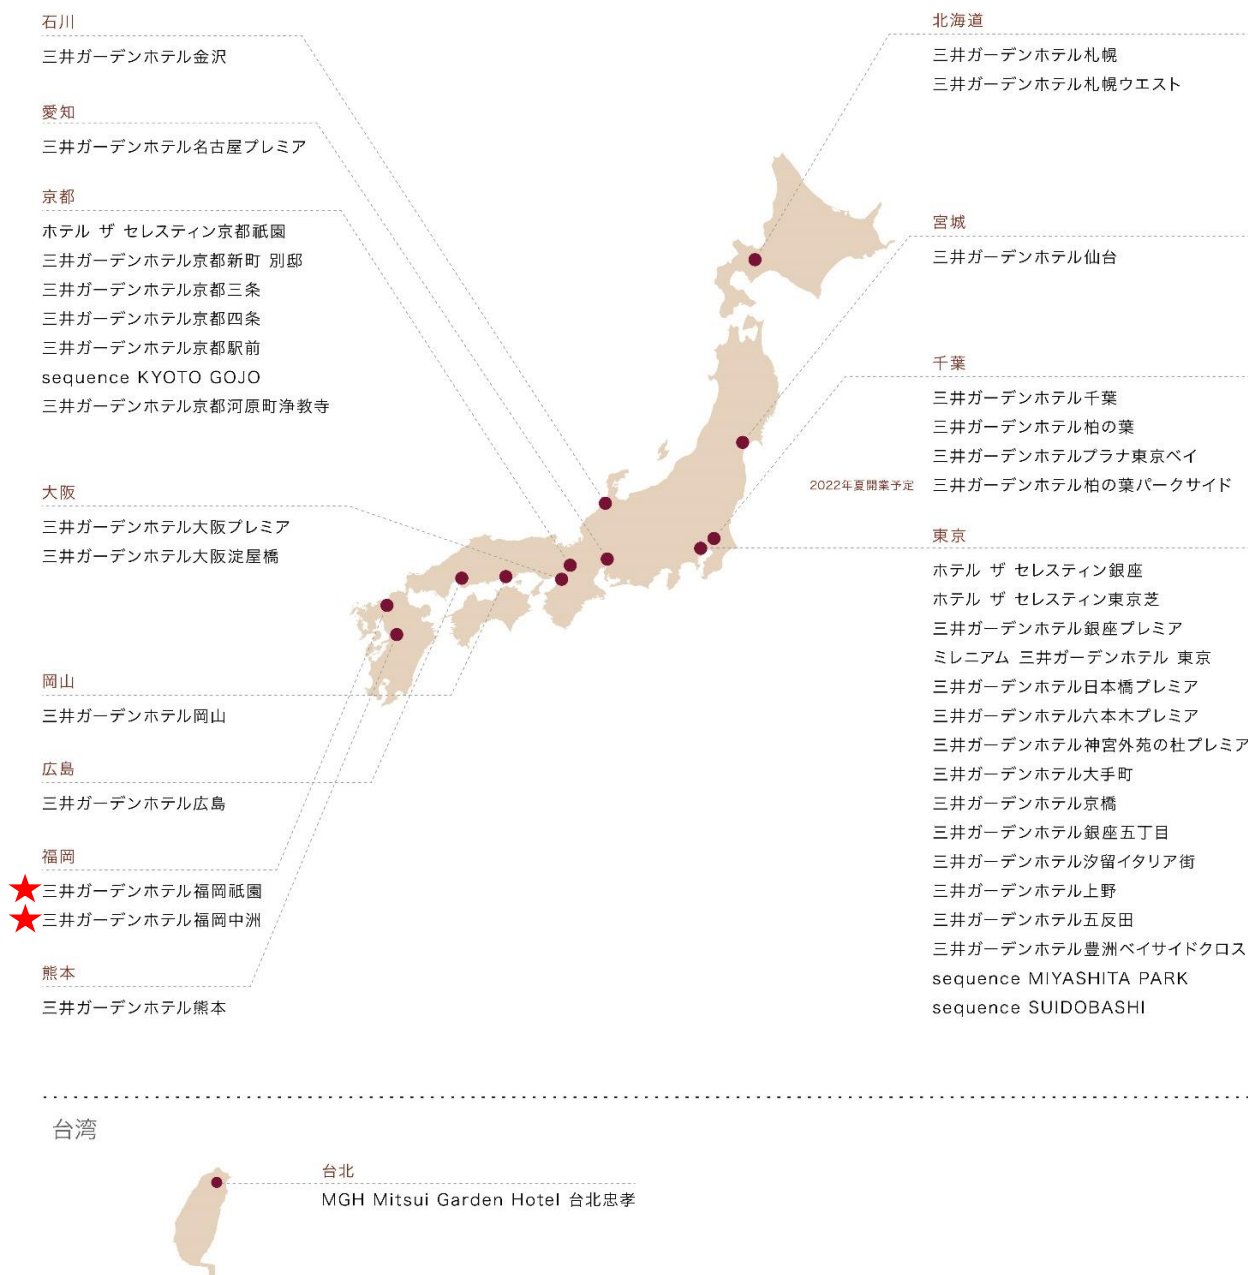 石川
三井ガーデンホテル金沢
愛知
三井ガーデンホテル名古屋プレミア
京都
ホテル ザ セレスティン京都祇園
三井ガーデンホテル京都新町 別邸
三井ガーデンホテル京都三条
三井ガーデンホテル京都四条
三井ガーデンホテル京都駅前
sequence KYOTO GOJO
三井ガーデンホテル京都河原町浄教寺
大阪
三井ガーデンホテル大阪プレミア
三井ガーデンホテル大阪淀屋橋
岡山
三井ガーデンホテル岡山
広島
三井ガーデンホテル広島
福岡
三井ガーデンホテル福岡祇園
三井ガーデンホテル福岡中洲
熊本
三井ガーデンホテル熊本
北海道
三井ガーデンホテル札幌
三井ガーデンホテル札幌ウエスト
宮城
三井ガーデンホテル仙台
千葉
三井ガーデンホテル千葉
三井ガーデンホテル柏の葉
三井ガーデンホテルプラナ東京ベイ
2022年夏開業予定 三井ガーデンホテル柏の葉パークサイド
東京
ホテル ザ セレスティン銀座
ホテル ザ セレスティン東京芝
三井ガーデンホテル銀座プレミア
ミレニアム 三井ガーデンホテル 東京
三井ガーデンホテル日本橋プレミア
三井ガーデンホテル六本木プレミア
三井ガーデンホテル神宮外苑の杜プレミア
三井ガーデンホテル大手町
三井ガーデンホテル京橋
三井ガーデンホテル銀座五丁目
三井ガーデンホテル汐留イタリア街
三井ガーデンホテル上野
三井ガーデンホテル五反田
三井ガーデンホテル豊洲ベイサイドクロス
sequence MIYASHITA PARK
sequence SUIDOBASHI
台湾
台北
MGH Mitsui Garden Hotel 台北忠孝